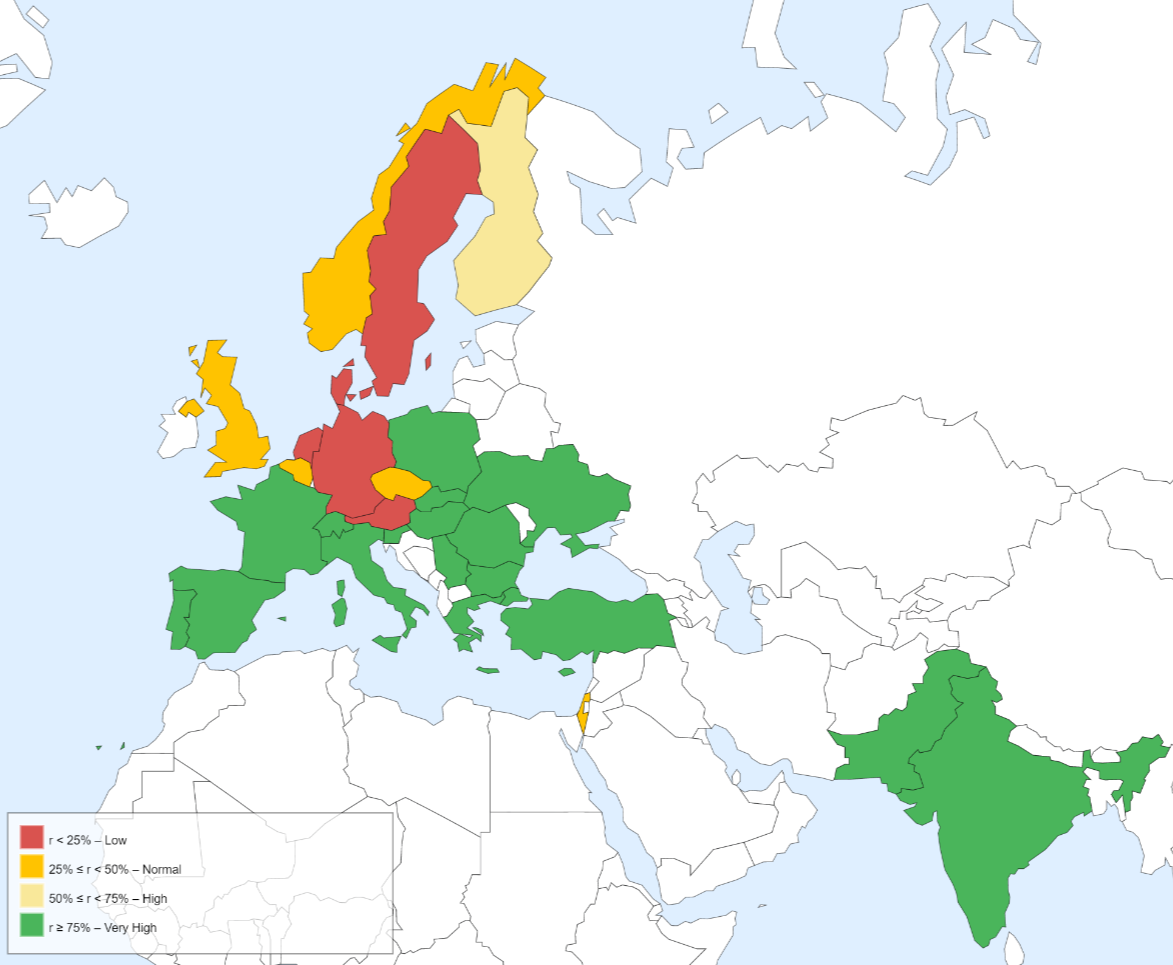 r < 25% – Low
25% ≤ r < 50% – Normal
50% ≤ r < 75% – High
r ≥ 75% – Very High